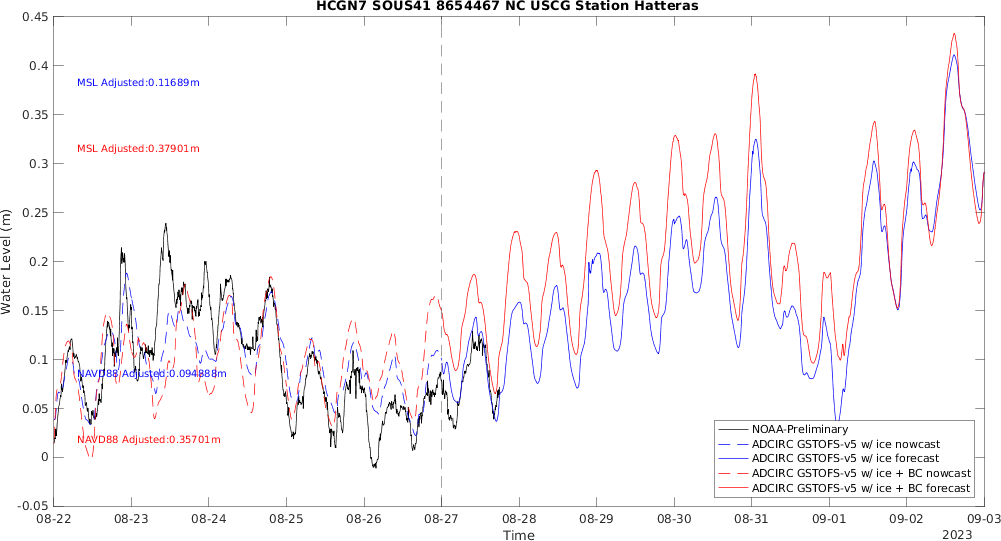 HCGN7 SOUS41 8654467 NC USCG Station Hatteras
0.45
0.4
0.35
0.3
0.25
0.2
0.15
0.1
0.05
0
-0.05
Water Level (m)
MSL Adjusted:0.11689m
MSL Adjusted:0.37901m
NAVD88 Adjusted:0.094888m
NAVD88 Adjusted:0.35701m
NOAA-Preliminary
ADCIRC GSTOFS-v5 w/ ice nowcast
ADCIRC GSTOFS-v5 w/ ice forecast
ADCIRC GSTOFS-v5 w/ ice + BC nowcast
ADCIRC GSTOFS-v5 w/ ice + BC forecast
08-22 08-23 08-24 08-25 08-26 08-27 08-28 08-29 08-30 08-31 09-01 09-02 09-03
Time
2023